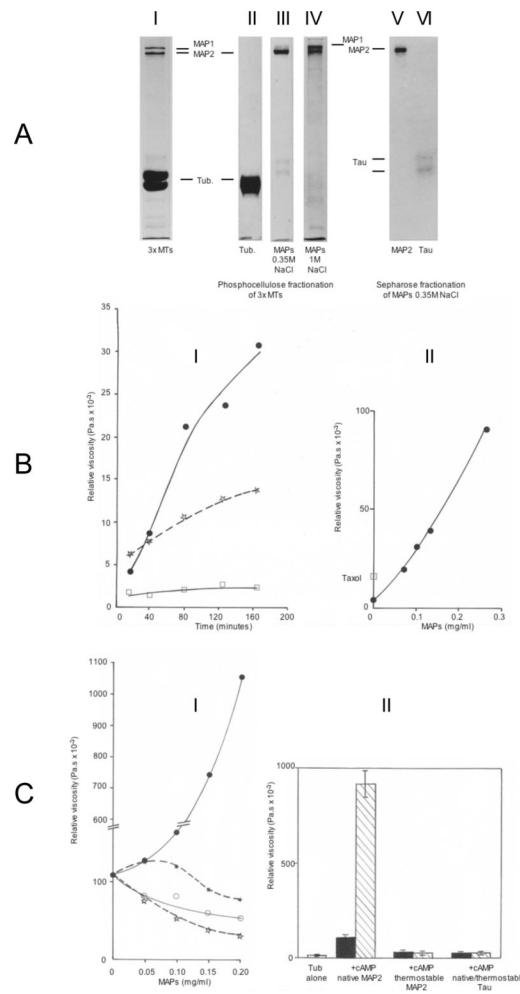 I II III IV V VI
MAP1
MAP2
MAP1
MAP2
A
Tau
Tub.
3x MTs Tub. MAPs 0.35M NaCl MAPs 1M NaCl MAP2 Tau
Phosphocellulose fractionation of 3x MTs
Sepharose fractionation of MAPs 0.35M NaCl
B
I
Relative viscosity (Pa.s x 10⁻³)
35
30
25
20
15
10
5
0
0 40 80 120 160 200
Time (minutes)
II
Relative viscosity (Pa.s x 10⁻³)
100
50
Taxol
0
0 0.1 0.2 0.3
MAPs (mg/ml)
C
I
Relative viscosity (Pa.s x 10⁻³)
1100
1000
900
800
700
600
100
0
0 0.05 0.10 0.15 0.20
MAPs (mg/ml)
II
Relative viscosity (Pa.s x 10⁻³)
1000
500
0
Tub alone
+cAMP native MAP2
+cAMP thermostable MAP2
+cAMP native/thermostable Tau